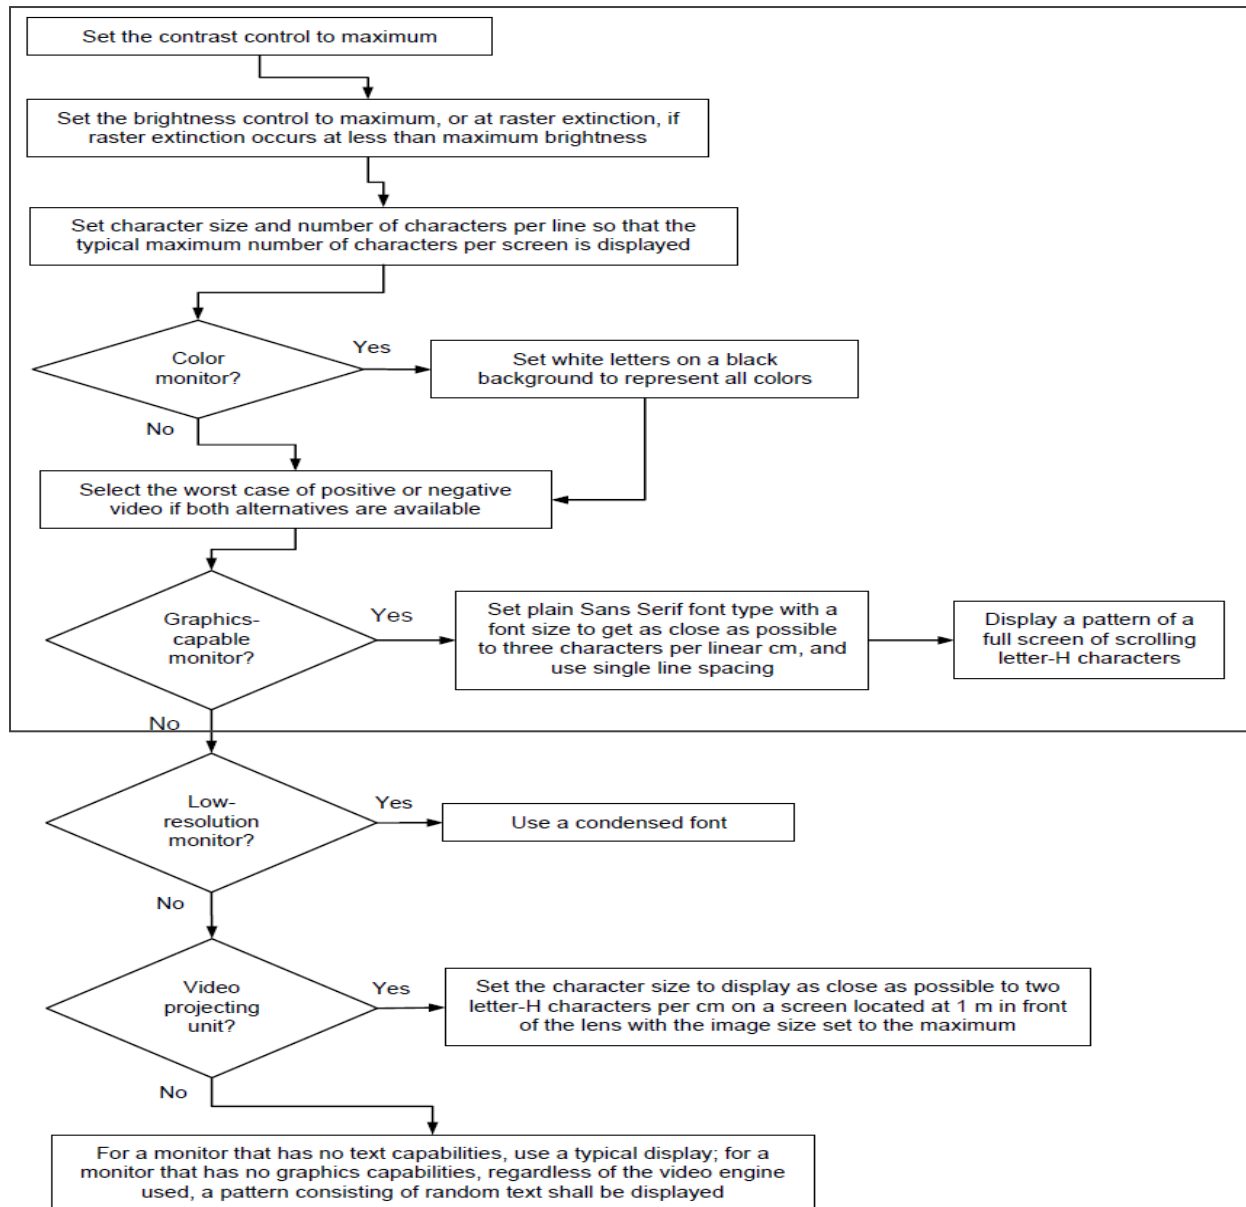 Set the contrast control to maximum
Set the brightness control to maximum, or at raster extinction, if
raster extinction occurs at less than maximum brightness
Set character size and number of characters per line so that the
typical maximum number of characters per screen is displayed
Color
monitor?
Yes
Set white letters on a black
background to represent all colors
No
Select the worst case of positive or negative
video if both alternatives are available
Graphics-
capable
monitor?
Yes
Set plain Sans Serif font type with a
font size to get as close as possible
to three characters per linear cm, and
use single line spacing
Display a pattern of a
full screen of scrolling
letter-H characters
No
Low-
resolution
monitor?
Yes
Use a condensed font
No
Video
projecting
unit?
Yes
Set the character size to display as close as possible to two
letter-H characters per cm on a screen located at 1 m in front
of the lens with the image size set to the maximum
No
For a monitor that has no text capabilities, use a typical display; for a
monitor that has no graphics capabilities, regardless of the video engine
used, a pattern consisting of random text shall be displayed